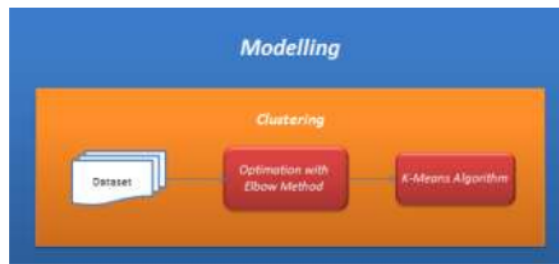 Modelling
Clustering
Dataset
Optimation with
Elbow Method
K-Means Algorithm